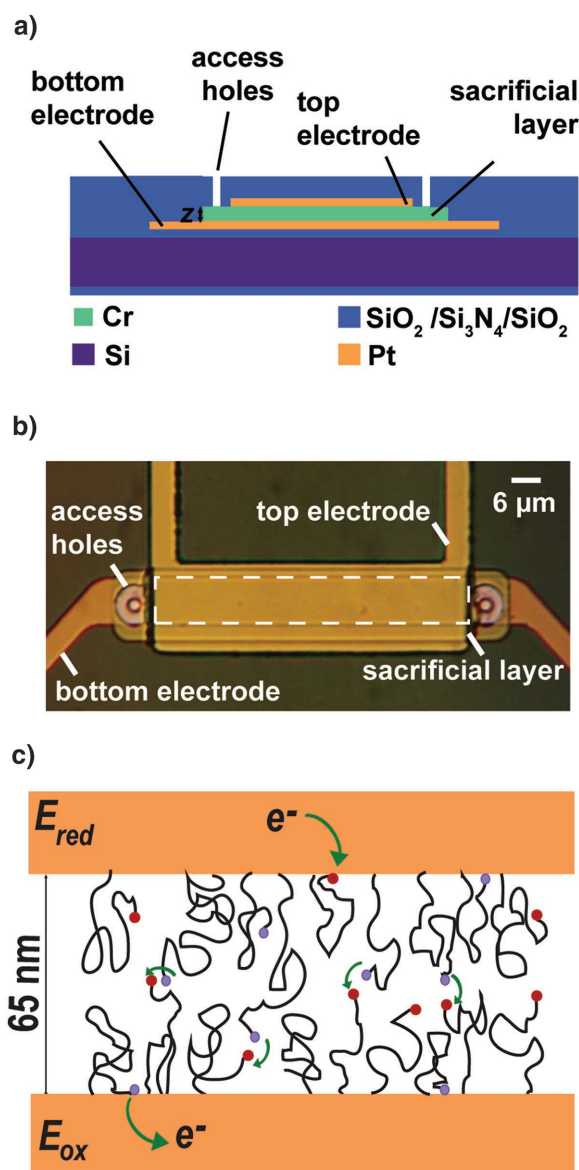 a)
access
holes
bottom
electrode
top
electrode
sacrificial
layer
z
Cr
SiO2 /Si3N4/SiO2
Si
Pt
b)
access
holes
top electrode
6 µm
sacrificial layer
bottom electrode
c)
Ered
e-
65 nm
Eox
e-